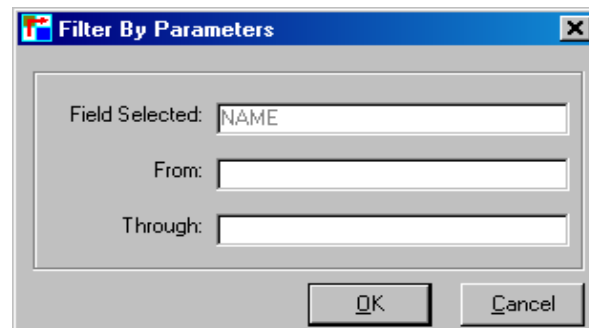 Filter By Parameters
Field Selected: NAME
From:
Through:
OK Cancel